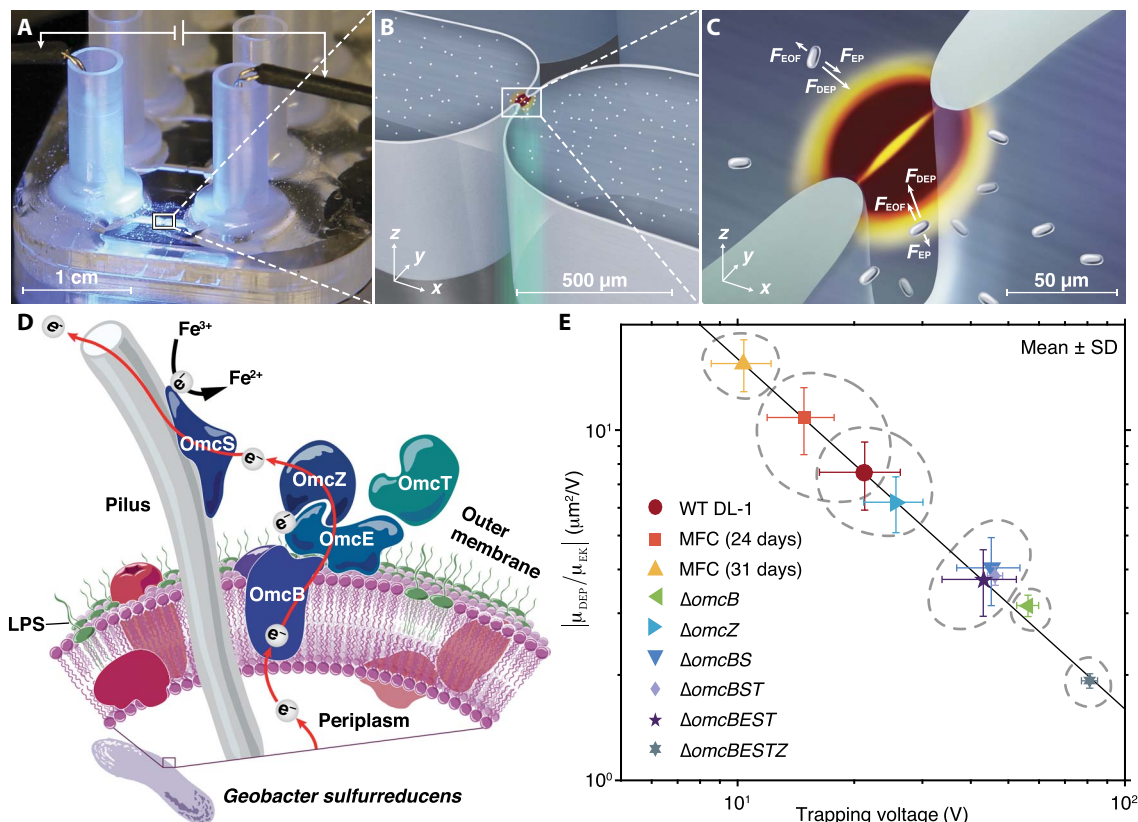 A
1 cm
B
z
y
x
500 µm
C
F_EOF
F_EP
F_DEP
F_DEP
F_EOF
F_EP
z
y
x
50 µm
D
e-
Fe³⁺
e-
Fe²⁺
OmcS
e-
OmcZ
OmcT
Pilus
e-
OmcE
Outer
membrane
OmcB
LPS
e-
e-
Periplasm
Geobacter sulfurreducens
E
Mean ± SD
10¹
|µ_DEP/µ_EK| (µm²/V)
WT DL-1
MFC (24 days)
MFC (31 days)
ΔomcB
ΔomcZ
ΔomcBS
ΔomcBST
ΔomcBEST
ΔomcBESTZ
10⁰
10¹
10²
Trapping voltage (V)